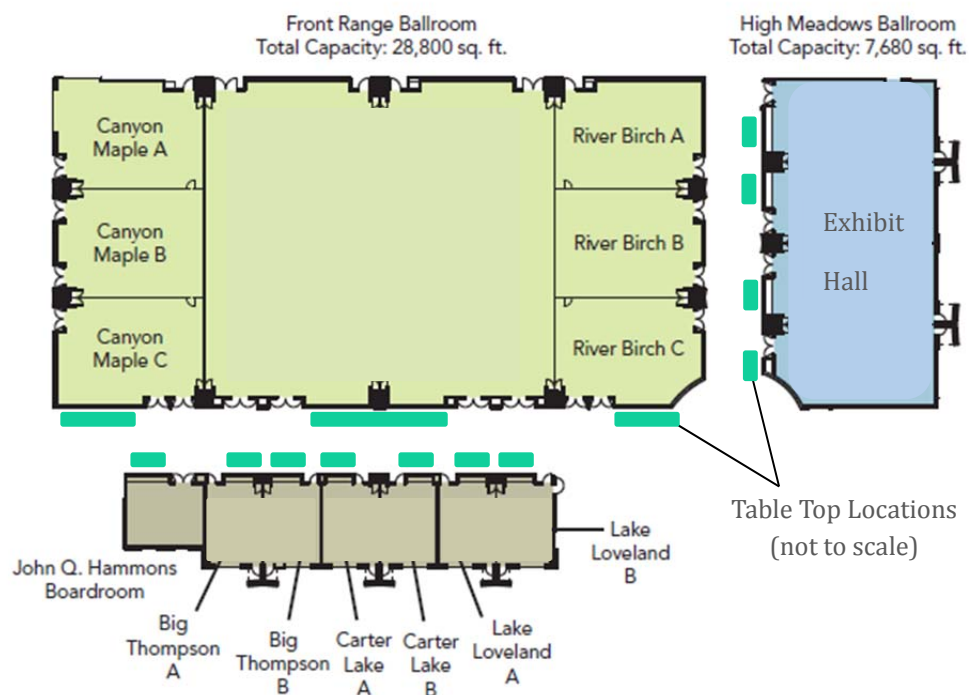 Front Range Ballroom
Total Capacity: 28,800 sq. ft.
High Meadows Ballroom
Total Capacity: 7,680 sq. ft.
Canyon
Maple A
River Birch A
Canyon
Maple B
River Birch B
Exhibit
Hall
Canyon
Maple C
River Birch C
Table Top Locations
(not to scale)
John Q. Hammons
Boardroom
Big
Thompson
A
Big
Thompson
B
Carter
Lake
A
Carter
Lake
B
Lake
Loveland
A
Lake
Loveland
B